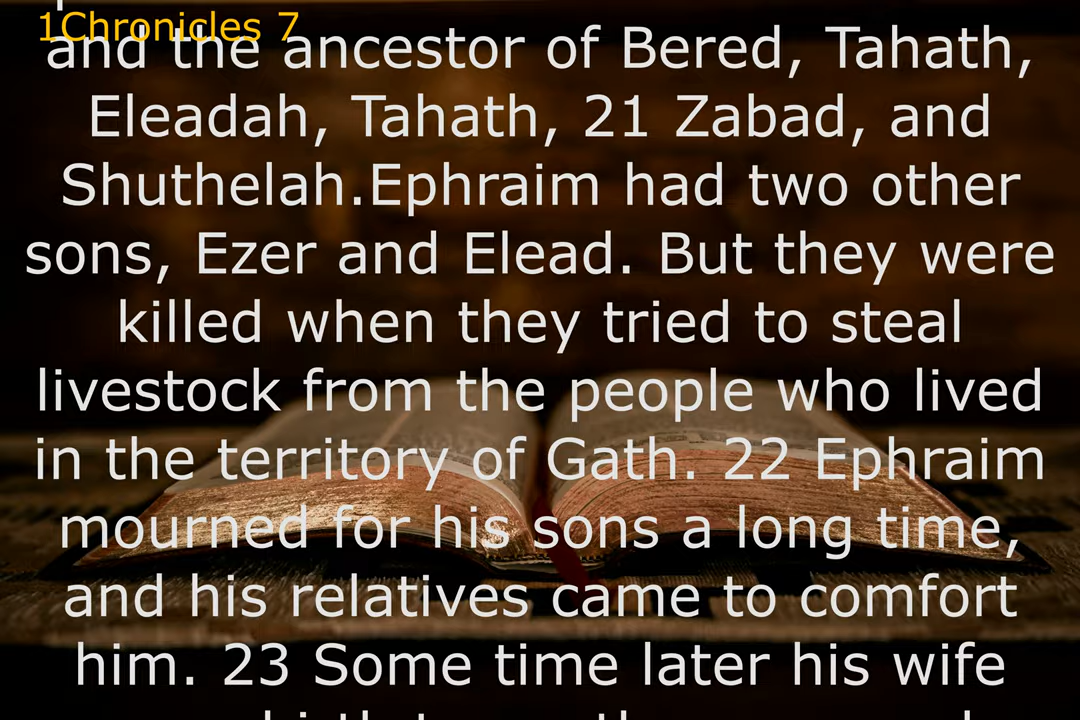 1Chronicles 7
and the ancestor of Bered, Tahath,
Eleadah, Tahath, 21 Zabad, and
Shuthelah.Ephraim had two other
sons, Ezer and Elead. But they were
killed when they tried to steal
livestock from the people who lived
in the territory of Gath. 22 Ephraim
mourned for his sons a long time,
and his relatives came to comfort
him. 23 Some time later his wife